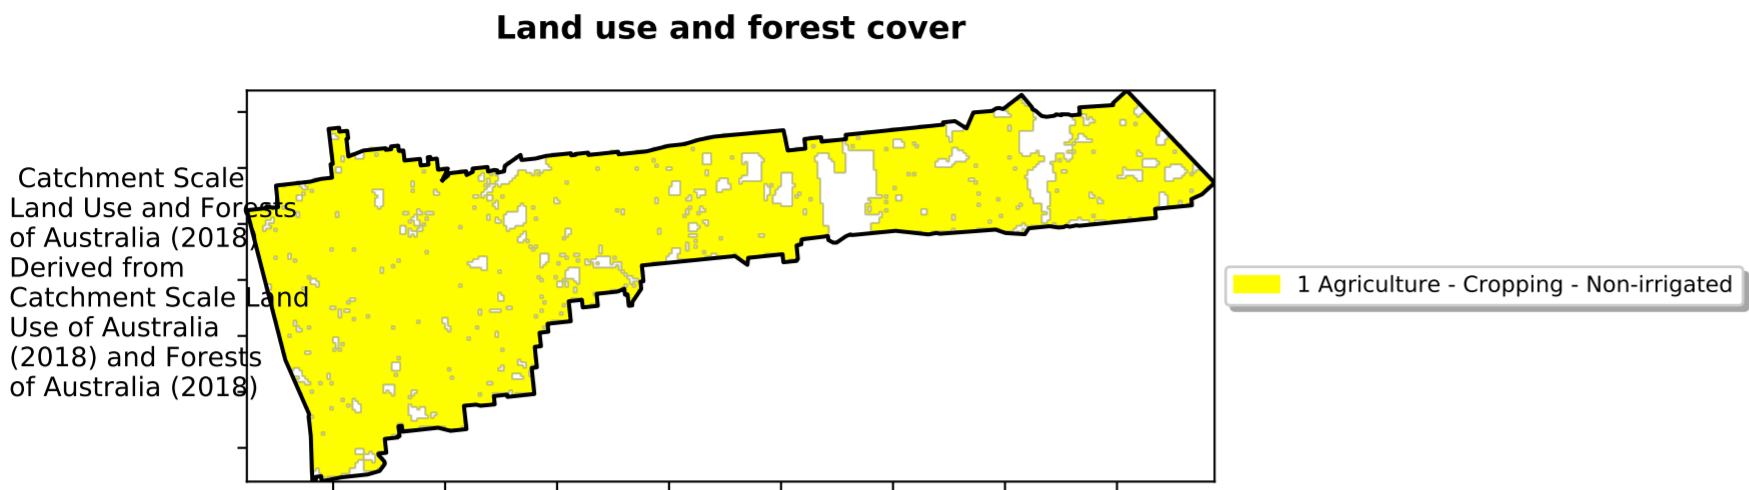 Land use and forest cover
Catchment Scale
Land Use and Forests
of Australia (2018)
Derived from
Catchment Scale Land
Use of Australia
(2018) and Forests
of Australia (2018)
1 Agriculture - Cropping - Non-irrigated